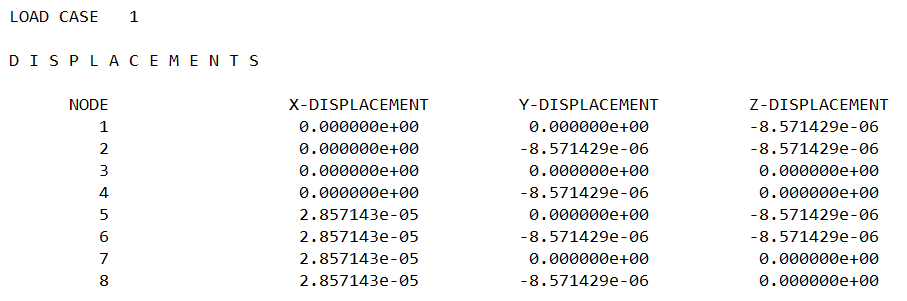 LOAD CASE 1
D I S P L A C E M E N T S
NODE X-DISPLACEMENT Y-DISPLACEMENT Z-DISPLACEMENT
1 0.000000e+00 0.000000e+00 -8.571429e-06
2 0.000000e+00 -8.571429e-06 -8.571429e-06
3 0.000000e+00 0.000000e+00 0.000000e+00
4 0.000000e+00 -8.571429e-06 0.000000e+00
5 2.857143e-05 0.000000e+00 -8.571429e-06
6 2.857143e-05 -8.571429e-06 -8.571429e-06
7 2.857143e-05 0.000000e+00 0.000000e+00
8 2.857143e-05 -8.571429e-06 0.000000e+00